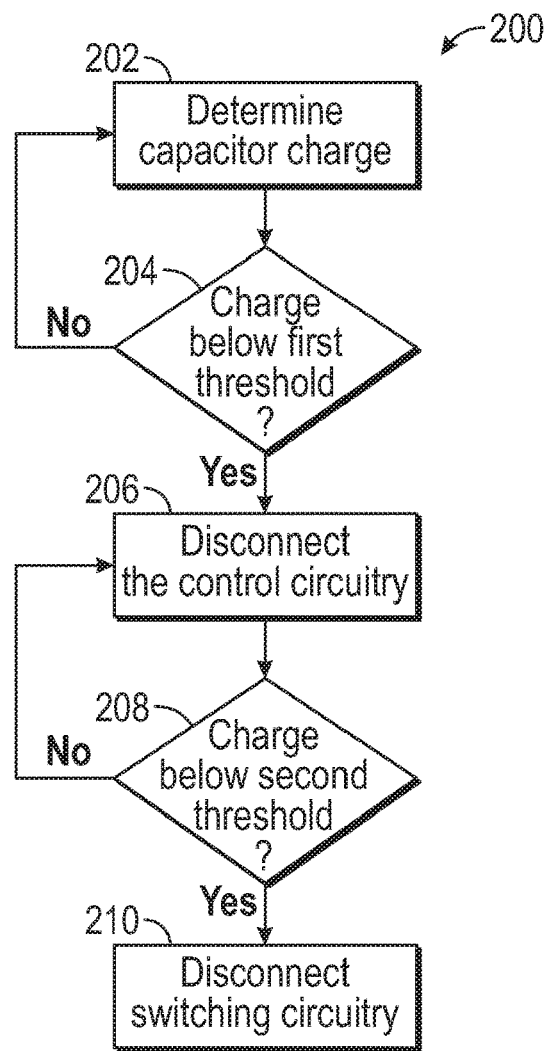 200
202
Determine
capacitor charge
204
Charge
below first
threshold
?
No
Yes
206
Disconnect
the control circuitry
208
Charge
below second
threshold
?
No
Yes
210
Disconnect
switching circuitry